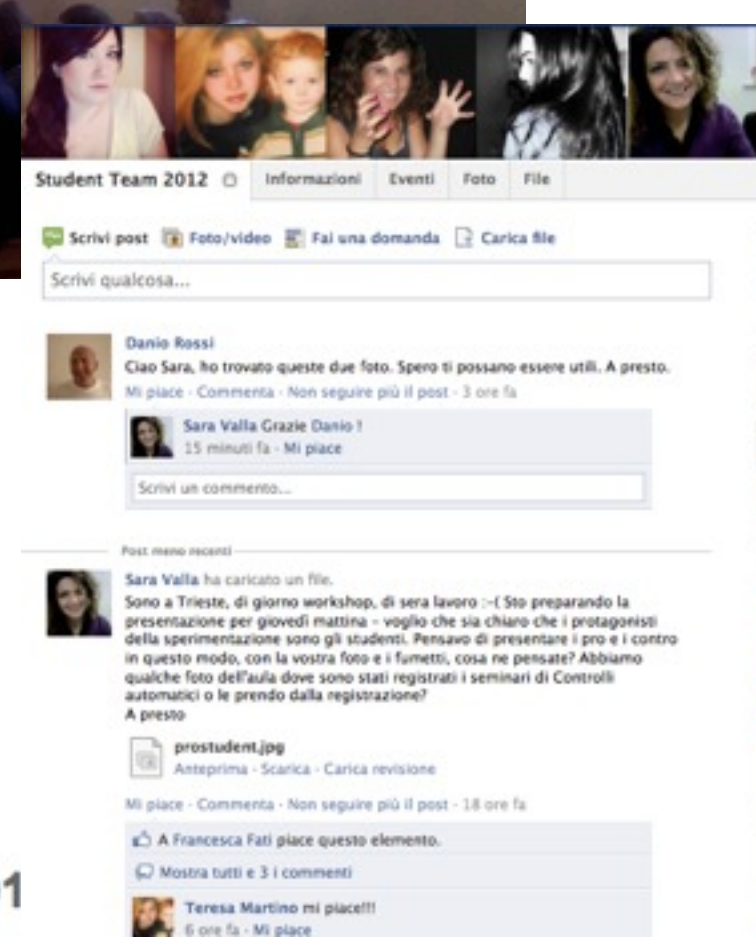 Student Team 2012
Informazioni
Eventi
Foto
File
Scrivi post
Foto/video
Fai una domanda
Carica file
Scrivi qualcosa...
Danio Rossi
Ciao Sara, ho trovato queste due foto. Spero ti possano essere utili. A presto.
Mi piace · Commenta · Non seguire più il post · 3 ore fa
Sara Valla Grazie Danio !
15 minuti fa · Mi piace
Scrivi un commento...
Post meno recenti
Sara Valla ha caricato un file.
Sono a Trieste, di giorno workshop, di sera lavoro :-( Sto preparando la
presentazione per giovedì mattina - voglio che sia chiaro che i protagonisti
della sperimentazione sono gli studenti. Pensavo di presentare i pro e i contro
in questo modo, con la vostra foto e i fumetti, cosa ne pensate? Abbiamo
qualche foto dell'aula dove sono stati registrati i seminari di Controlli
automatici o le prendo dalla registrazione?
A presto
prostudent.jpg
Anteprima · Scarica · Carica revisione
Mi piace · Commenta · Non seguire più il post · 18 ore fa
A Francesca Fati piace questo elemento.
Mostra tutti e 3 i commenti
Teresa Martino mi piace!!!
6 ore fa · Mi piace